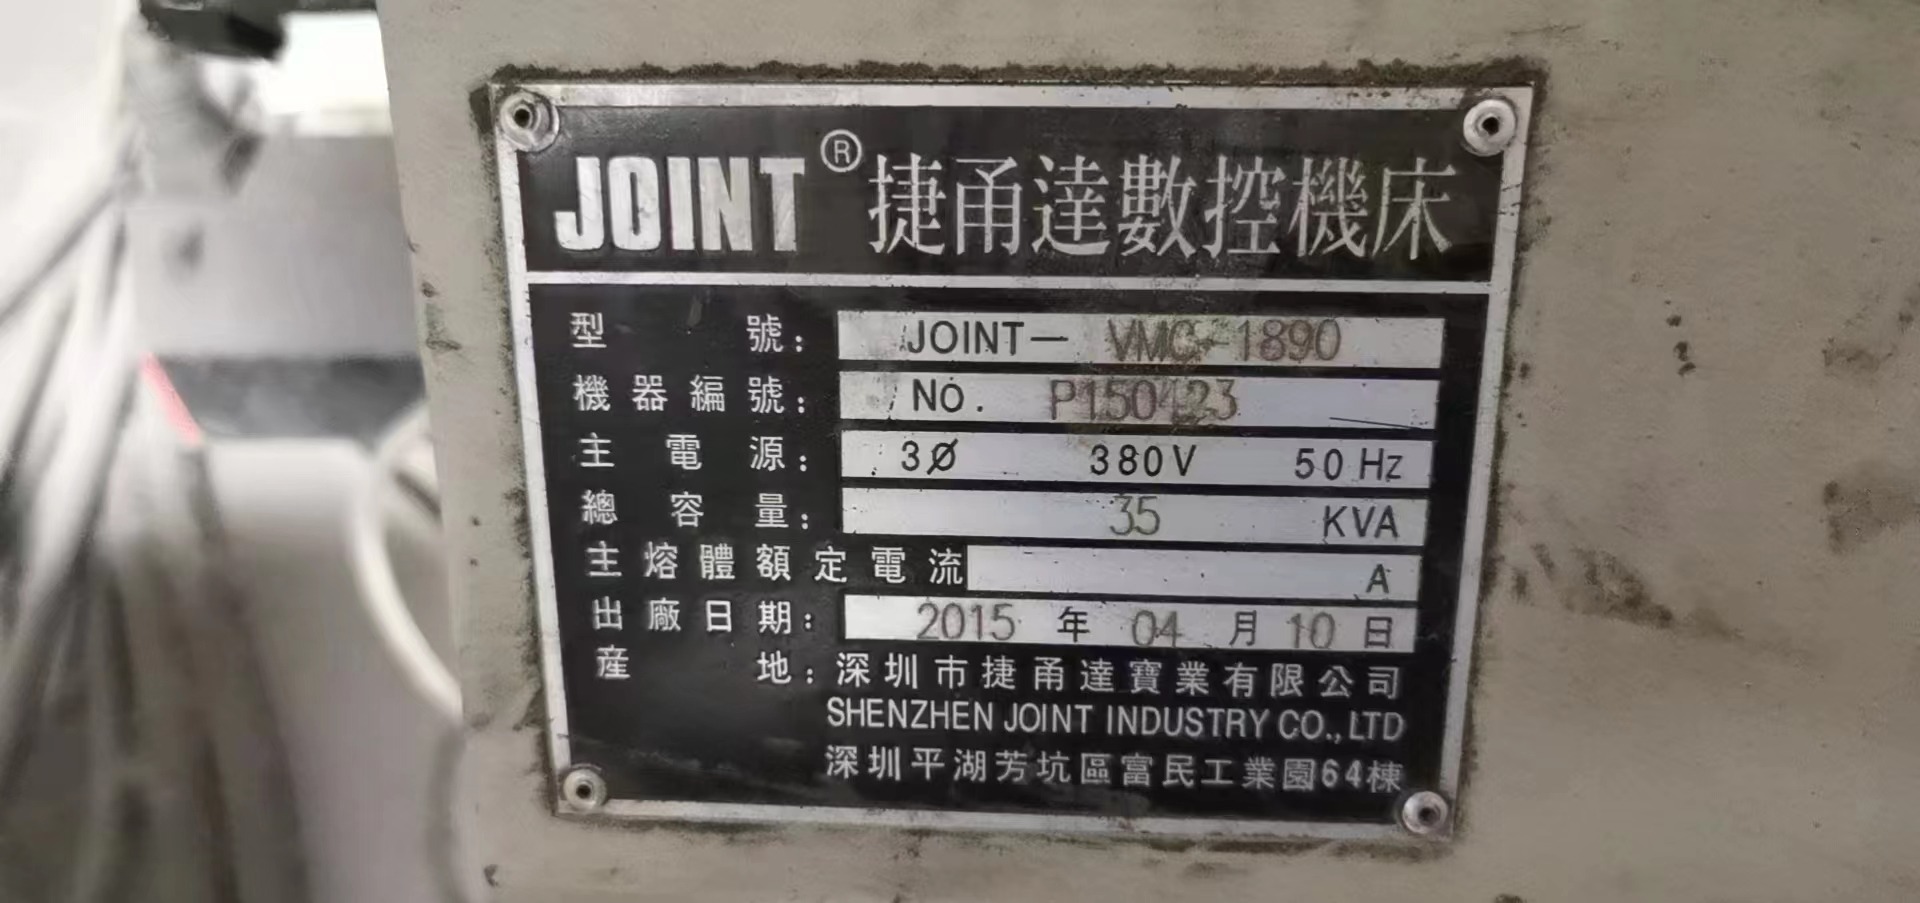 JOINT® 捷甬達數控機床
型號: JOINT— VMC-1890
機器編號: NO. P150423
主電源: 3Ø 380V 50Hz
總容量: 35 KVA
主熔體額定電流 A
出廠日期: 2015 年 04 月 10 日
産地: 深圳市捷甬達寶業有限公司
SHENZHEN JOINT INDUSTRY CO., LTD
深圳平湖芳坑區富民工業園64棟